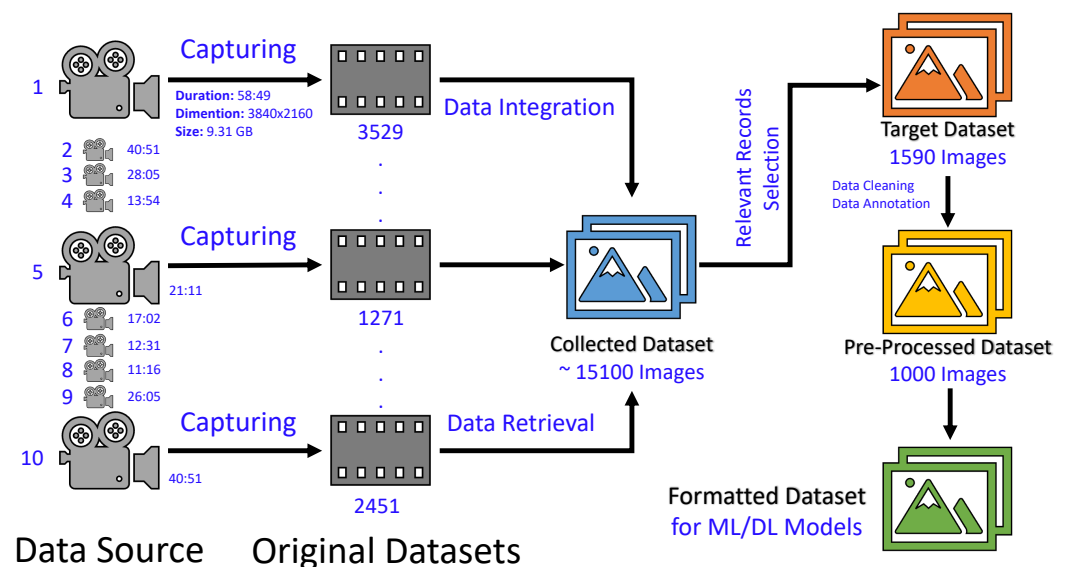 Capturing
1
Duration: 58:49
Dimention: 3840x2160
Size: 9.31 GB
3529
Data Integration
2 40:51
3 28:05
4 13:54
.
.
.
Capturing
5
21:11
1271
6 17:02
7 12:31
8 11:16
9 26:05
.
.
.
Capturing
10
40:51
2451
Data Retrieval
Collected Dataset
~ 15100 Images
Relevant Records
Selection
Target Dataset
1590 Images
Data Cleaning
Data Annotation
Pre-Processed Dataset
1000 Images
Formatted Dataset
for ML/DL Models
Data Source
Original Datasets